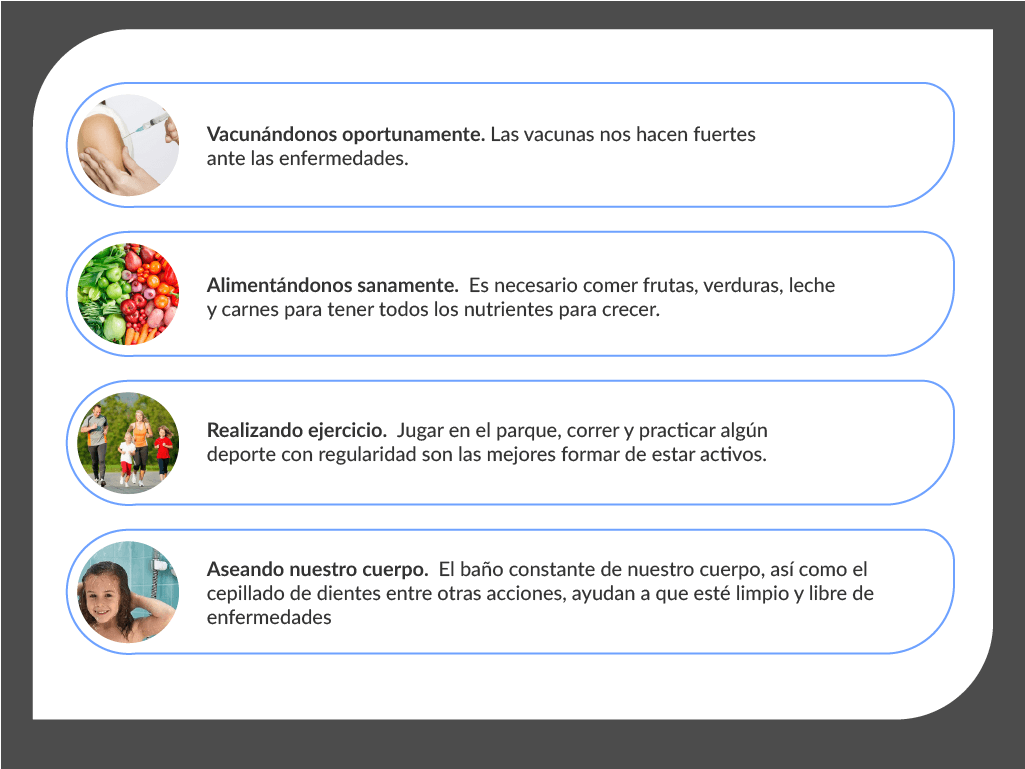 Vacunándonos oportunamente. Las vacunas nos hacen fuertes
ante las enfermedades.
Alimentándonos sanamente. Es necesario comer frutas, verduras, leche
y carnes para tener todos los nutrientes para crecer.
Realizando ejercicio. Jugar en el parque, correr y practicar algún
deporte con regularidad son las mejores formar de estar activos.
Aseando nuestro cuerpo. El baño constante de nuestro cuerpo, así como el
cepillado de dientes entre otras acciones, ayudan a que esté limpio y libre de
enfermedades